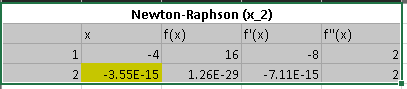 Newton-Raphson (x_2)
x f(x) f'(x) f''(x)
1 -4 16 -8 2
2 -3.55E-15 1.26E-29 -7.11E-15 2